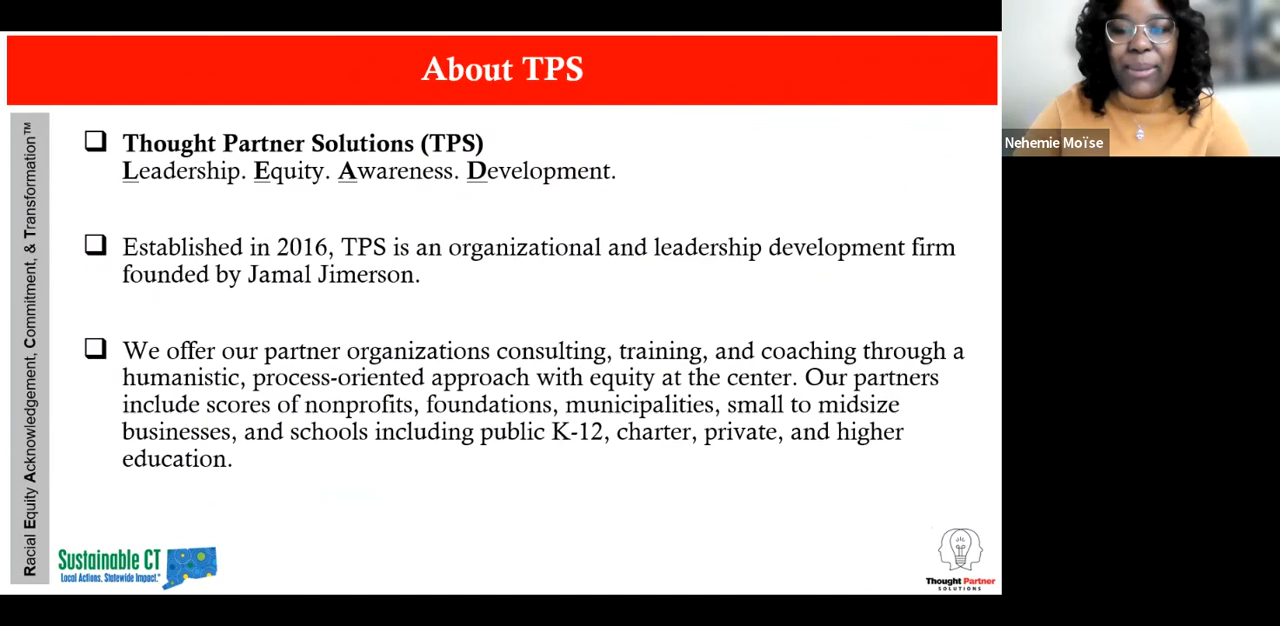 About TPS
Racial Equity Acknowledgement, Commitment, & Transformation™
Thought Partner Solutions (TPS)
Leadership. Equity. Awareness. Development.
Established in 2016, TPS is an organizational and leadership development firm
founded by Jamal Jimerson.
We offer our partner organizations consulting, training, and coaching through a
humanistic, process-oriented approach with equity at the center. Our partners
include scores of nonprofits, foundations, municipalities, small to midsize
businesses, and schools including public K-12, charter, private, and higher
education.
Sustainable CT
Local Actions. Statewide Impact.®
Thought Partner
SOLUTIONS
Nehemie Moïse